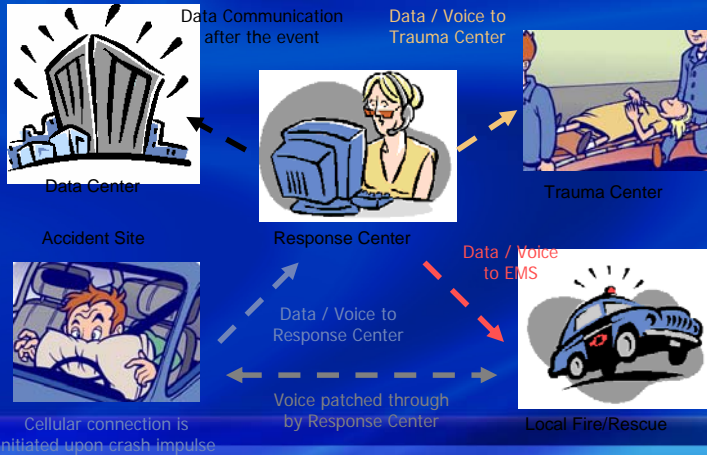 Data Communication
after the event
Data / Voice to
Trauma Center
Data Center
Trauma Center
Accident Site
Response Center
Data / Voice
to EMS
Data / Voice to
Response Center
Voice patched through
by Response Center
Local Fire/Rescue
Cellular connection is
nitiated upon crash impulse